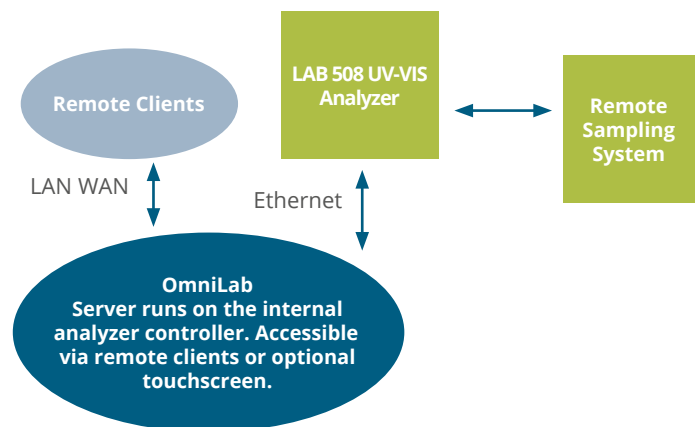 Remote Clients
LAB 508 UV-VIS
Analyzer
Remote
Sampling
System
LAN WAN
Ethernet
OmniLab
Server runs on the internal
analyzer controller. Accessible
via remote clients or optional
touchscreen.